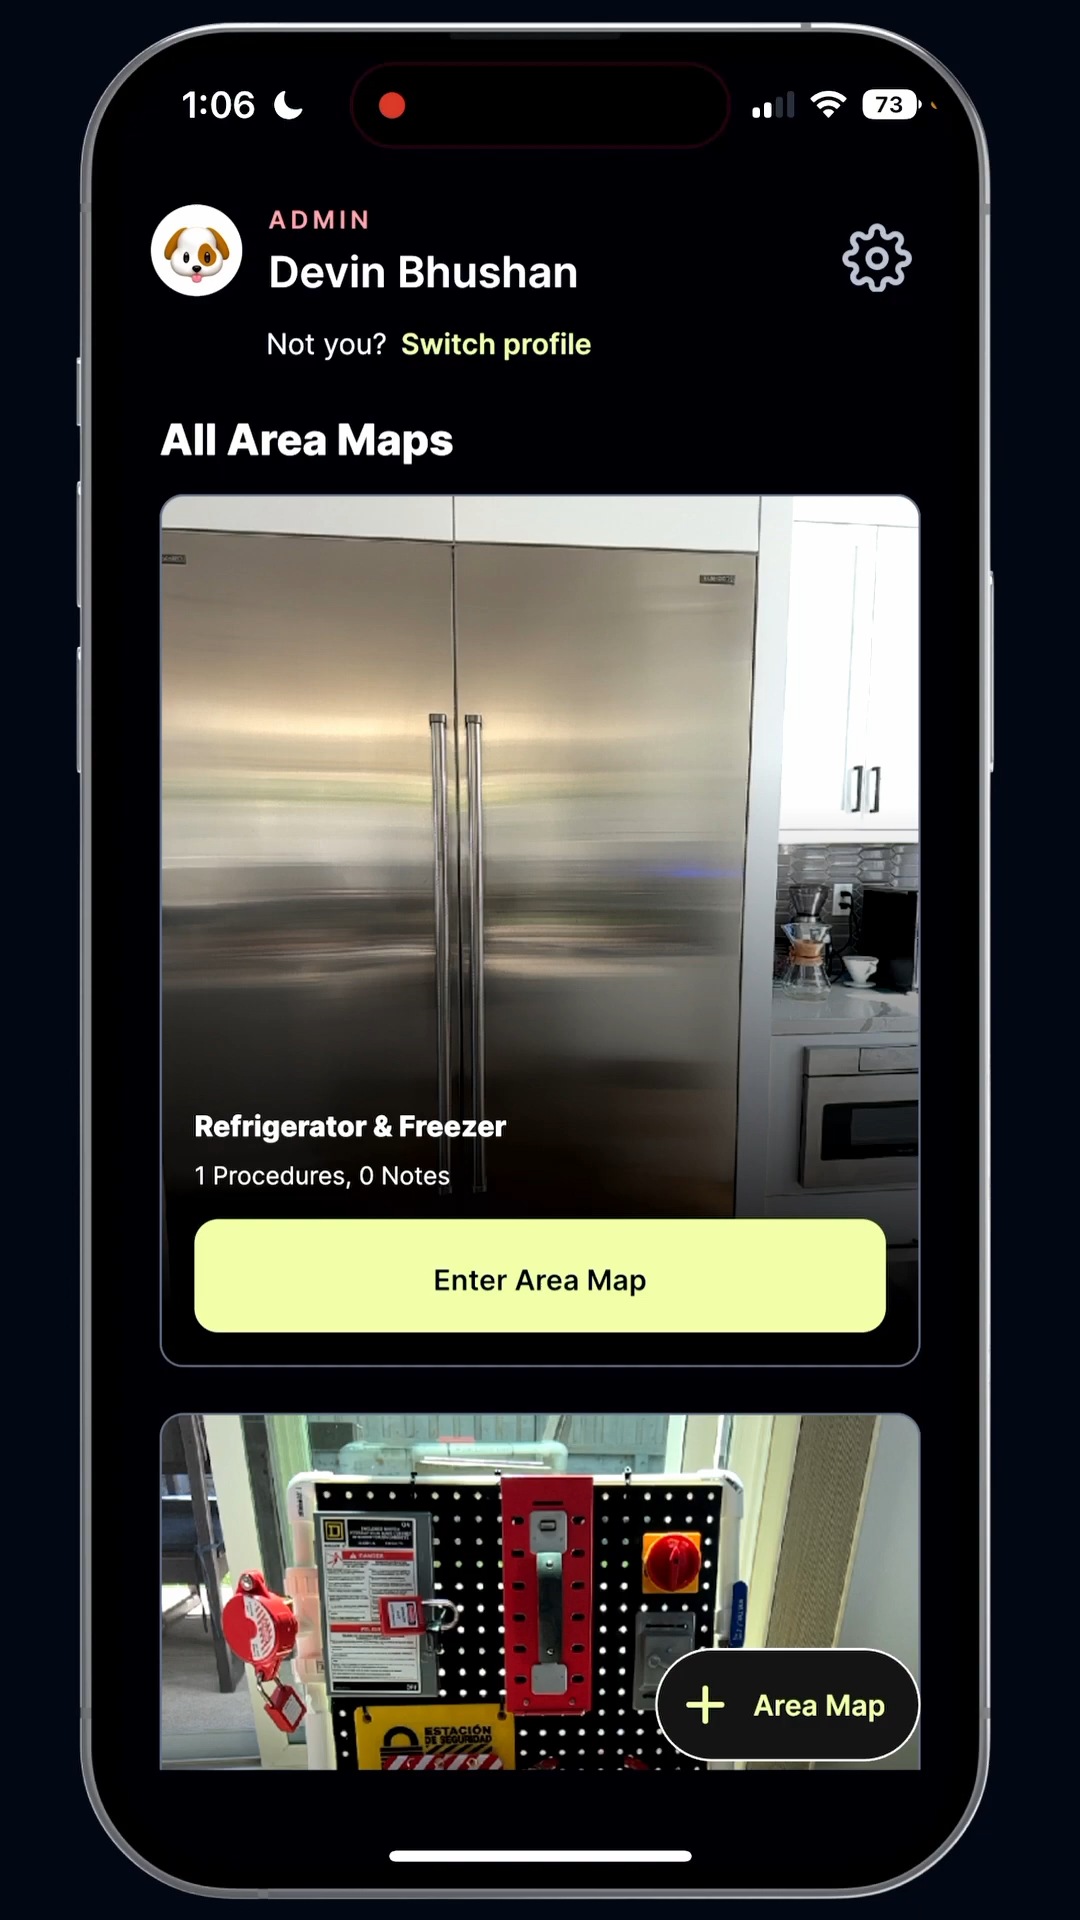 1:06
73
ADMIN
Devin Bhushan
Not you? Switch profile
All Area Maps
Refrigerator & Freezer
1 Procedures, 0 Notes
Enter Area Map
DANGER
ESTACIÓN
DE SEGURIDAD
Area Map